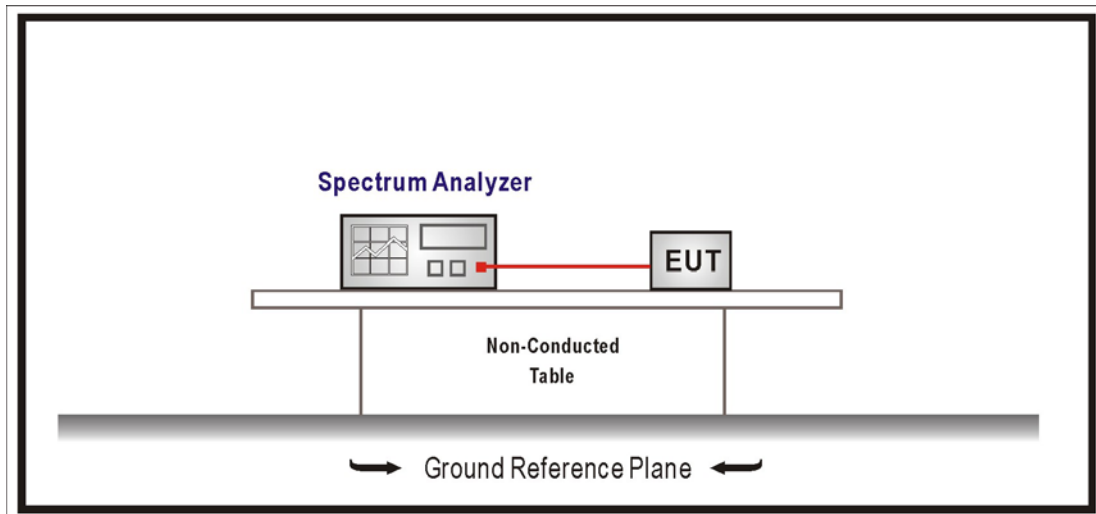 Spectrum Analyzer
EUT
Non-Conducted
Table
Ground Reference Plane